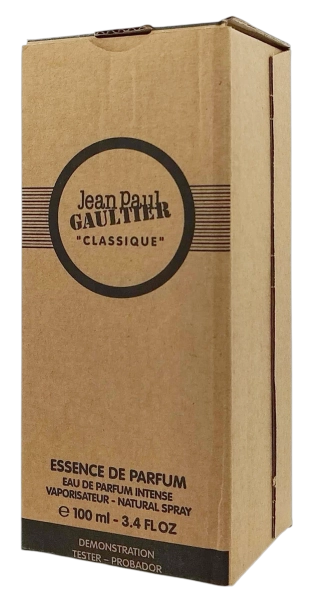 Jean Paul
GAULTIER
"CLASSIQUE"
ESSENCE DE PARFUM
EAU DE PARFUM INTENSE
VAPORISATEUR - NATURAL SPRAY
℮ 100 ml - 3.4 FL OZ
DEMONSTRATION
TESTER – PROBADOR